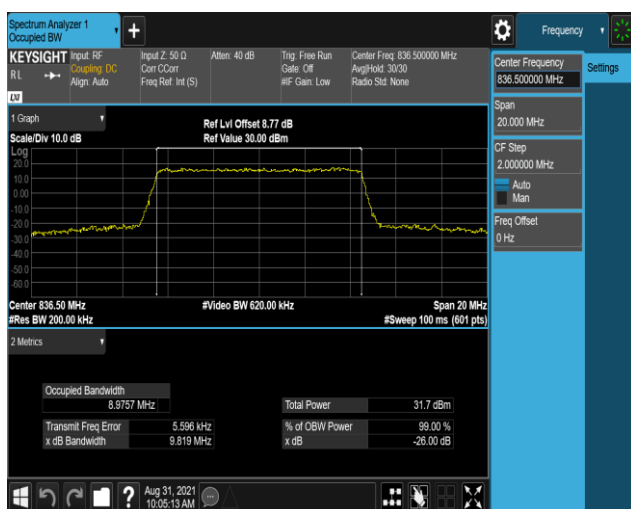 Spectrum Analyzer 1
Occupied BW
+
Frequency
KEYSIGHT
RL
LXI
Input: RF
Coupling: DC
Align: Auto
Input Z: 50 Ω
Corr CCorr
Freq Ref: Int (S)
Atten: 40 dB
Trig: Free Run
Gate: Off
#IF Gain: Low
Center Freq: 836.500000 MHz
Avg|Hold: 30/30
Radio Std: None
Center Frequency
836.500000 MHz
Settings
Span
20.000 MHz
CF Step
2.000000 MHz
Auto
Man
Freq Offset
0 Hz
1 Graph
Scale/Div 10.0 dB
Ref Lvl Offset 8.77 dB
Ref Value 30.00 dBm
Log
20.0
10.0
0.00
-10.0
-20.0
-30.0
-40.0
-50.0
-60.0
Center 836.50 MHz
#Res BW 200.00 kHz
#Video BW 620.00 kHz
Span 20 MHz
#Sweep 100 ms (601 pts)
2 Metrics
Occupied Bandwidth
8.9757 MHz
Total Power 31.7 dBm
Transmit Freq Error 5.596 kHz
% of OBW Power 99.00 %
x dB Bandwidth 9.819 MHz
x dB -26.00 dB
?
Aug 31, 2021
10:05:13 AM